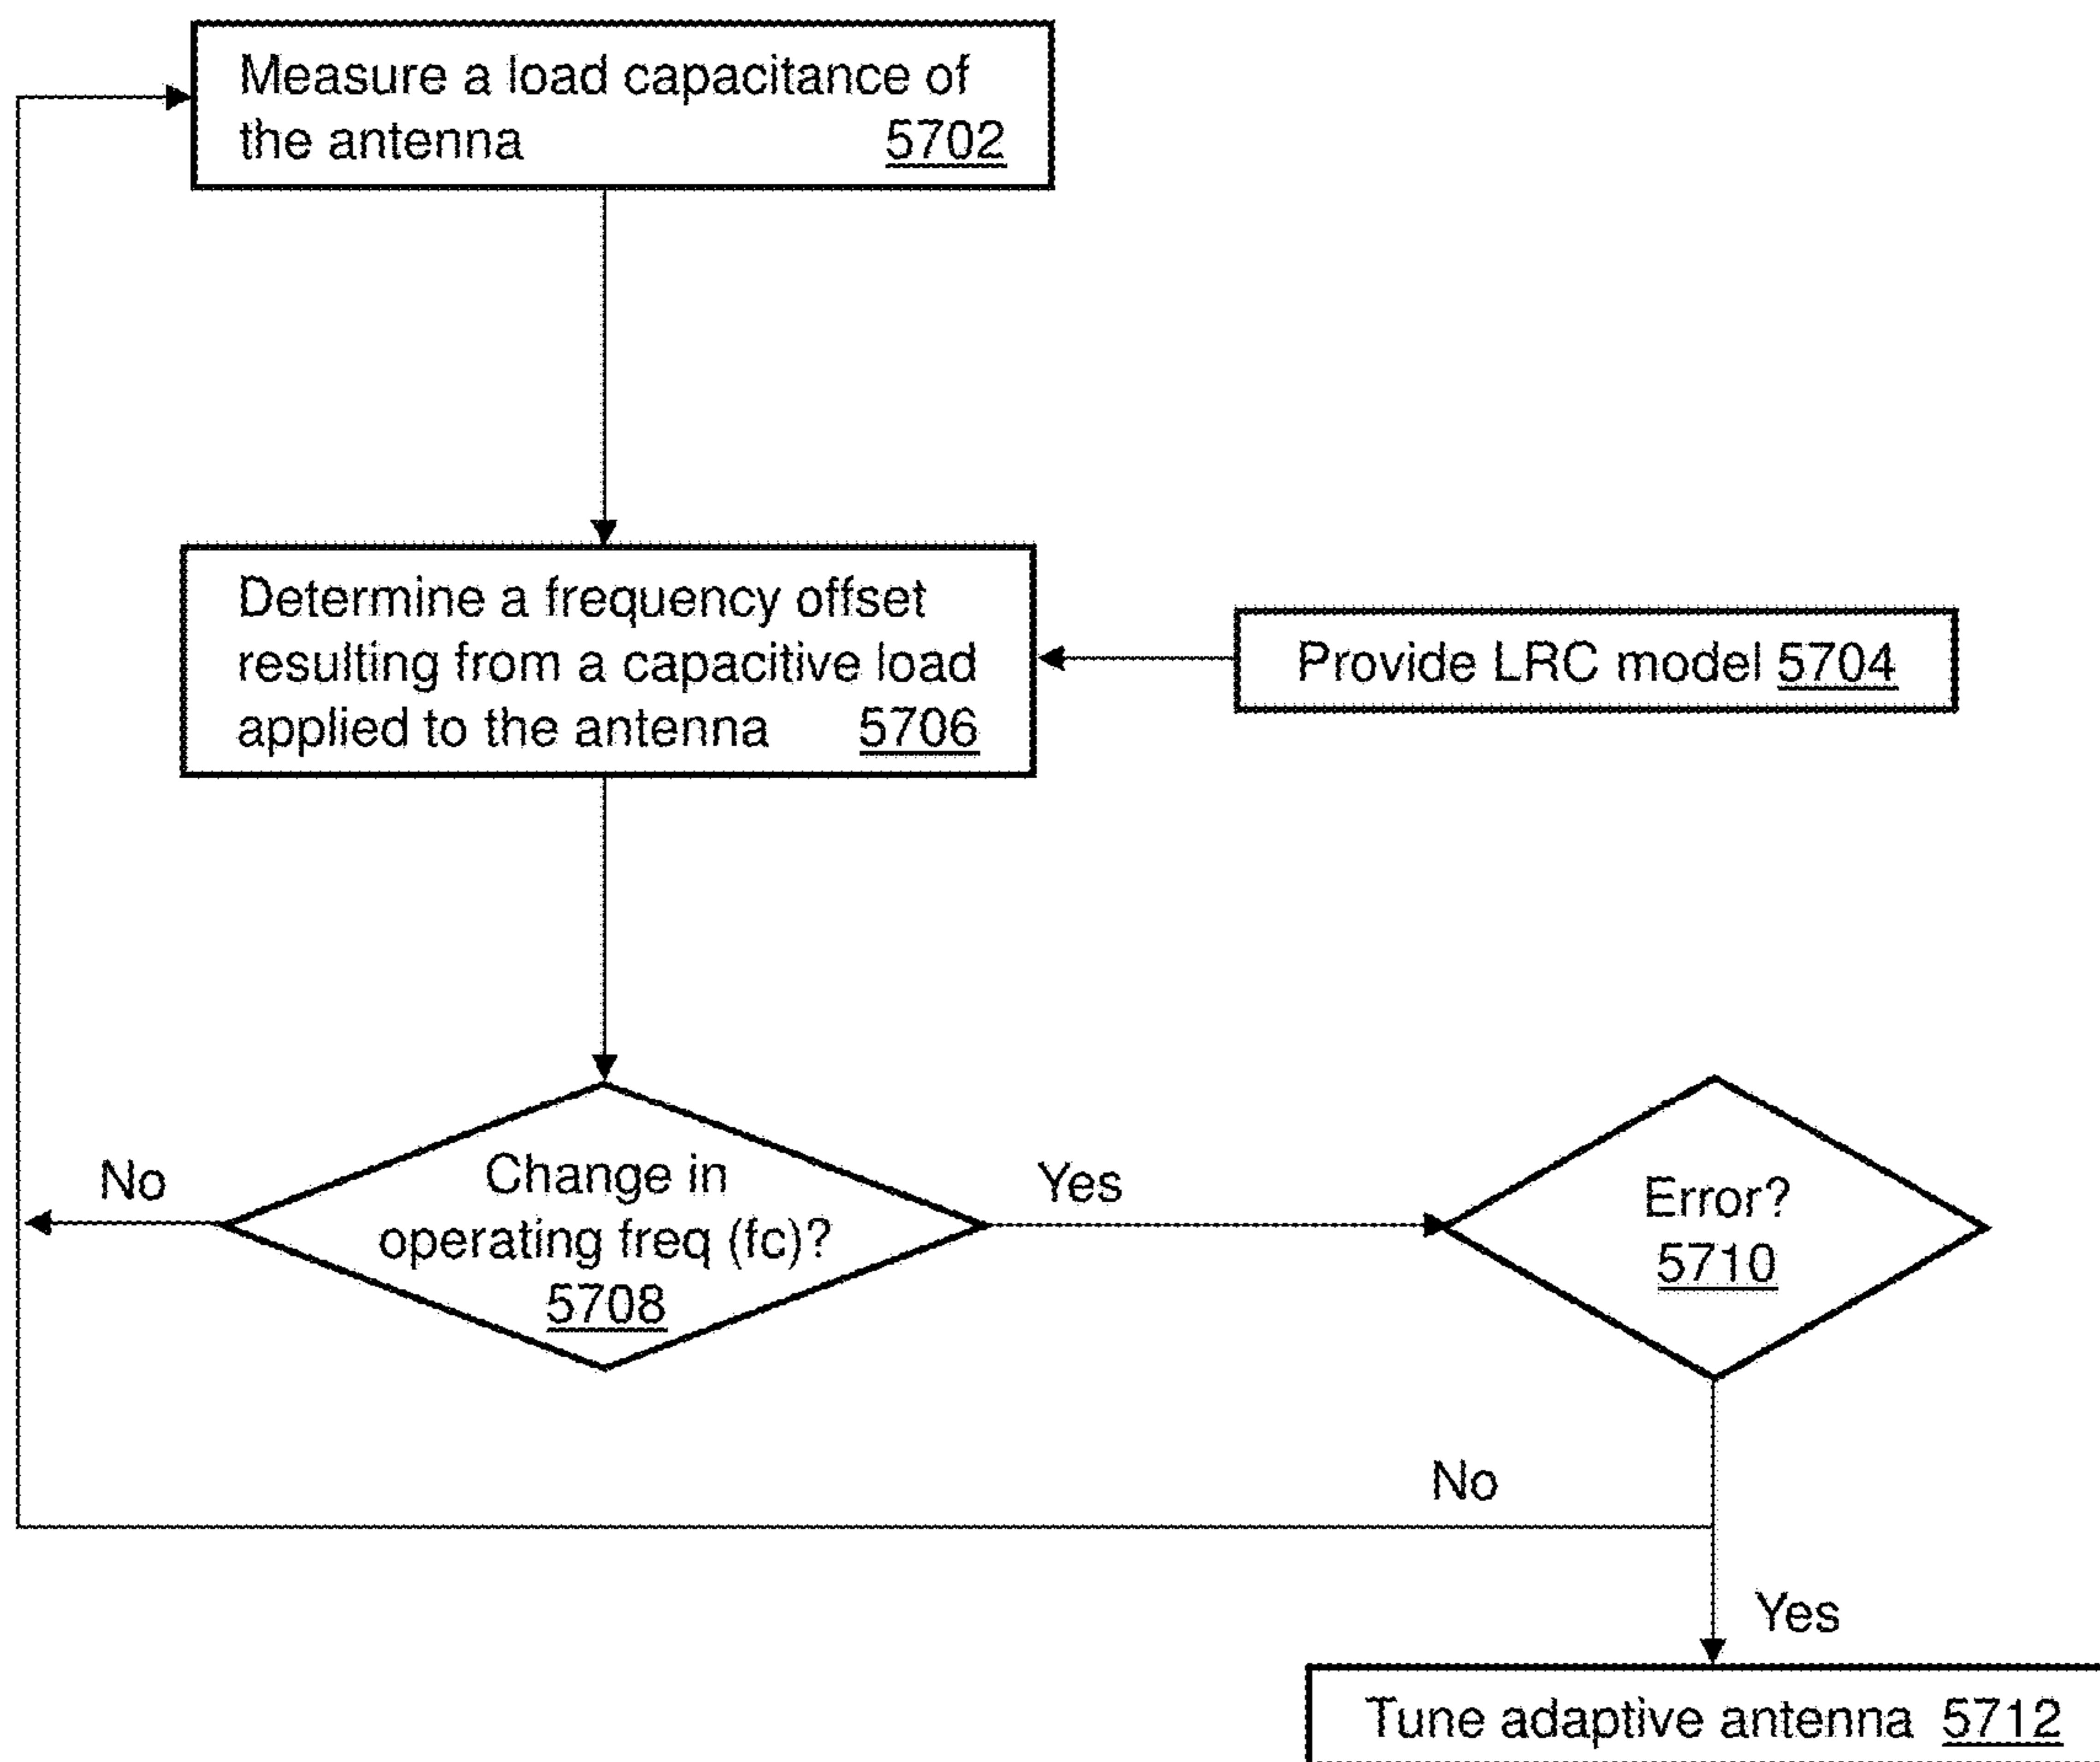 Measure a load capacitance of
the antenna 5702
Determine a frequency offset
resulting from a capacitive load
applied to the antenna 5706
Provide LRC model 5704
No
Change in
operating freq (fc)?
5708
Yes
Error?
5710
No
Yes
Tune adaptive antenna 5712